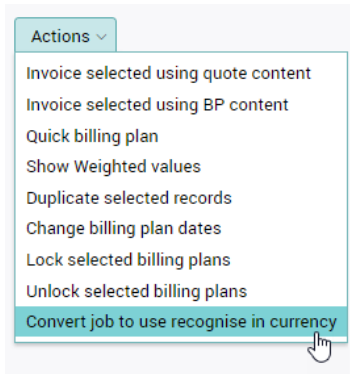 Actions
Invoice selected using quote content
Invoice selected using BP content
Quick billing plan
Show Weighted values
Duplicate selected records
Change billing plan dates
Lock selected billing plans
Unlock selected billing plans
Convert job to use recognise in currency